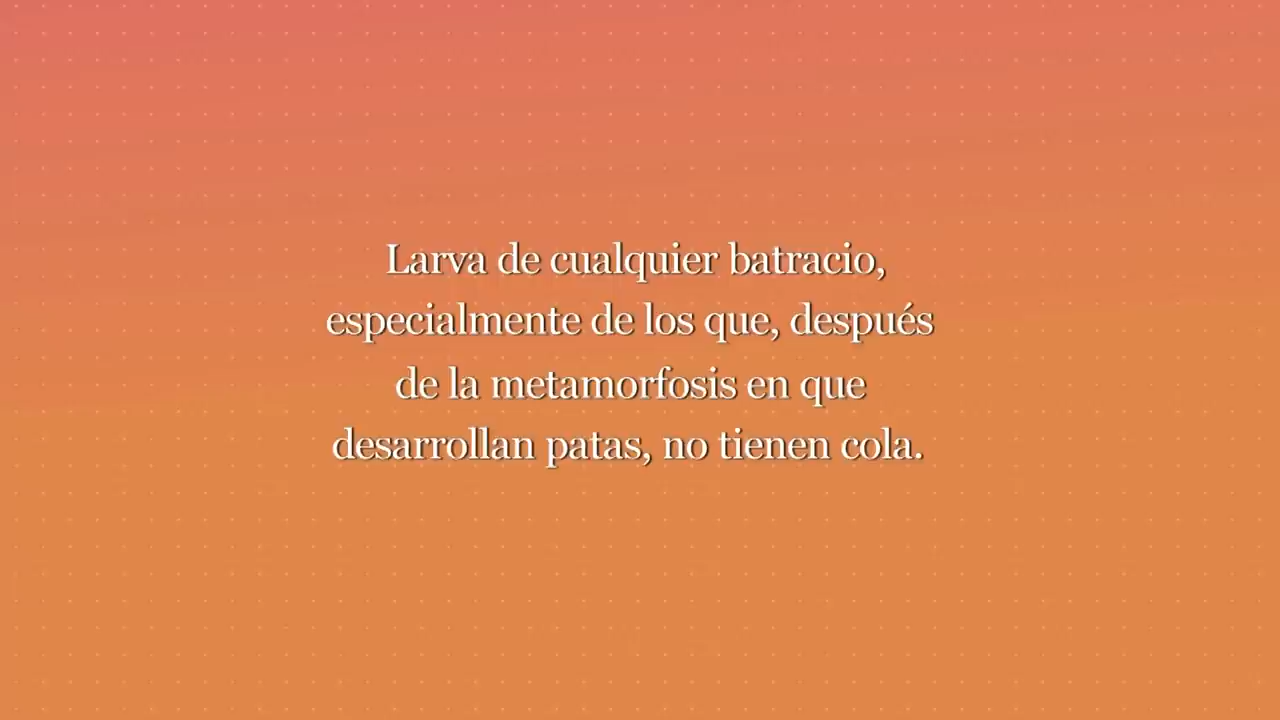 Larva de cualquier batracio,
especialmente de los que, después
de la metamorfosis en que
desarrollan patas, no tienen cola.